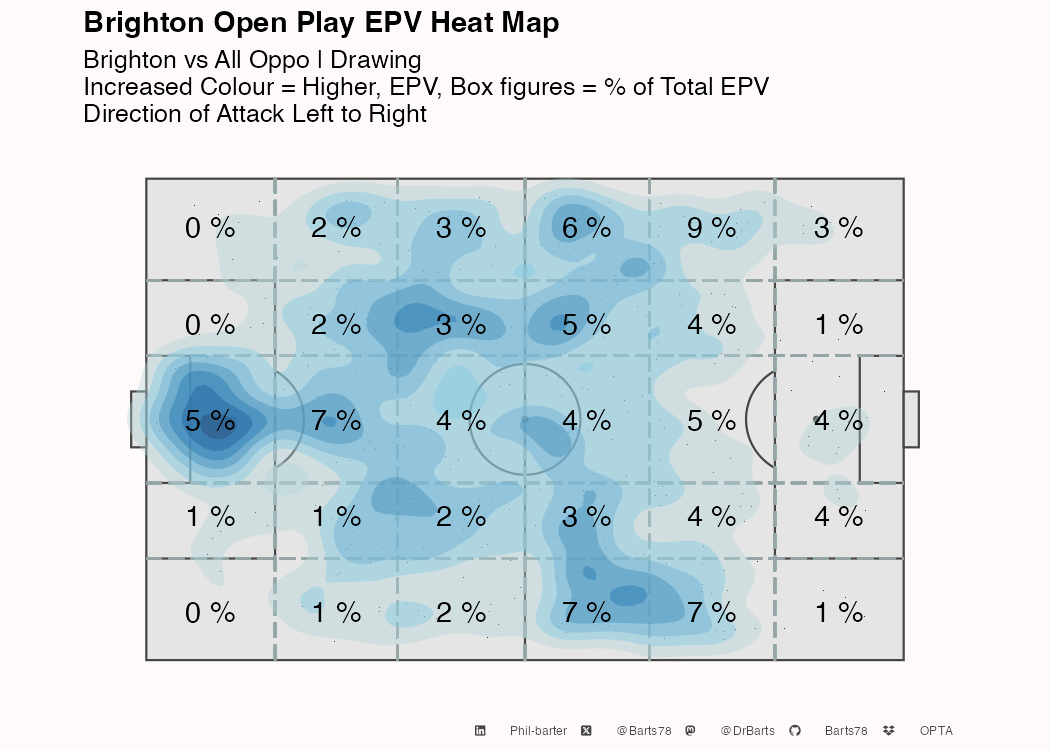 Brighton Open Play EPV Heat Map
Brighton vs All Oppo | Drawing
Increased Colour = Higher, EPV, Box figures = % of Total EPV
Direction of Attack Left to Right
0 % 2 % 3 % 6 % 9 % 3 %
0 % 2 % 3 % 5 % 4 % 1 %
5 % 7 % 4 % 4 % 5 % 4 %
1 % 1 % 2 % 3 % 4 % 4 %
0 % 1 % 2 % 7 % 7 % 1 %
Phil-barter @Barts78 @DrBarts Barts78 OPTA